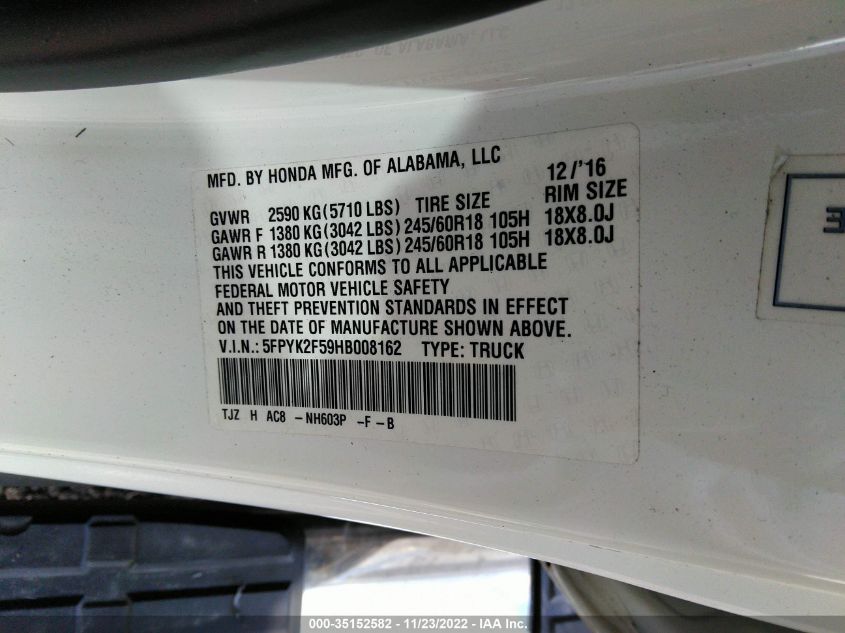 MFD. BY HONDA MFG. OF ALABAMA, LLC 12/'16
GVWR 2590 KG(5710 LBS) TIRE SIZE RIM SIZE
GAWR F 1380 KG(3042 LBS) 245/60R18 105H 18X8.0J
GAWR R 1380 KG(3042 LBS) 245/60R18 105H 18X8.0J
THIS VEHICLE CONFORMS TO ALL APPLICABLE
FEDERAL MOTOR VEHICLE SAFETY
AND THEFT PREVENTION STANDARDS IN EFFECT
ON THE DATE OF MANUFACTURE SHOWN ABOVE.
V.I.N.: 5FPYK2F59HB008162 TYPE: TRUCK
TJZ H AC8 -NH603P -F-B
000-35152582 - 11/23/2022 - IAA Inc.